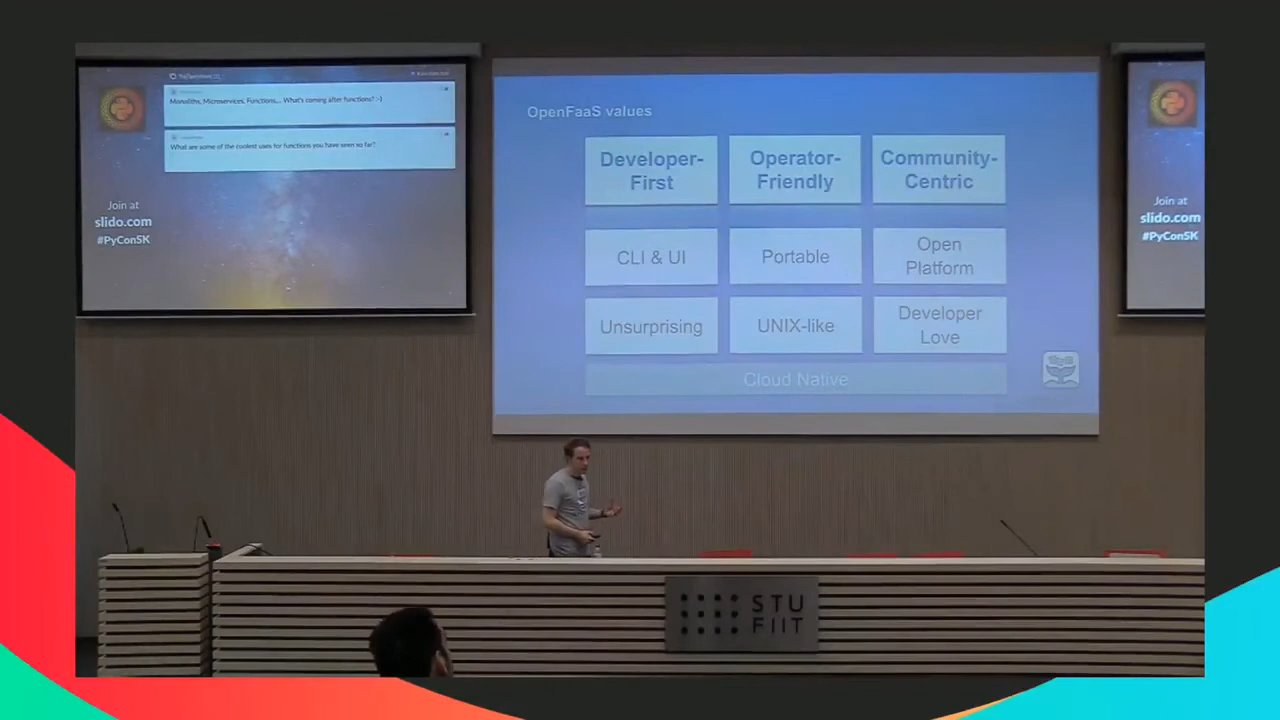 Monoliths, Microservices, Functions,... What's coming after functions? :-)
What are some of the coolest uses for functions you have seen so far?
Join at
slido.com
#PyConSK
OpenFaaS values
Developer-
First
Operator-
Friendly
Community-
Centric
CLI & UI
Portable
Open
Platform
Unsurprising
UNIX-like
Developer
Love
Cloud Native
Join at
slido.com
#PyConSK
STU
FIIT